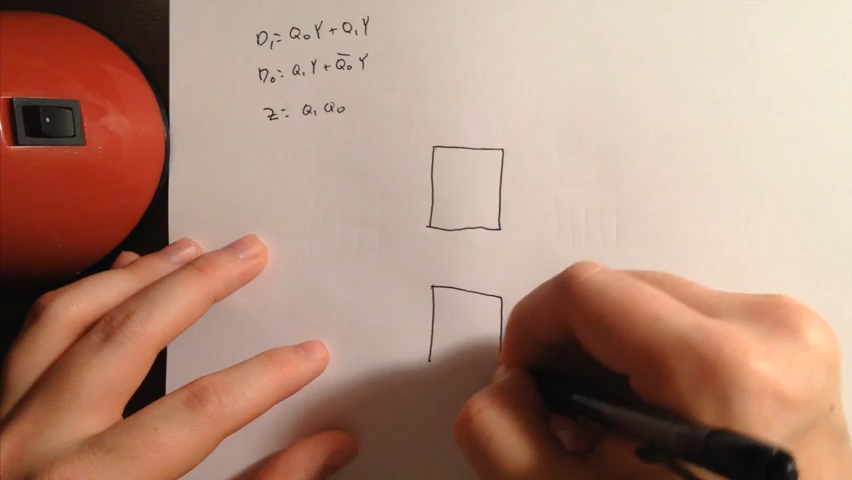 D₁ = Q₀Y + Q₁Y
D₀ = Q₁Y + Q̅₀Y
Z = Q₁Q₀